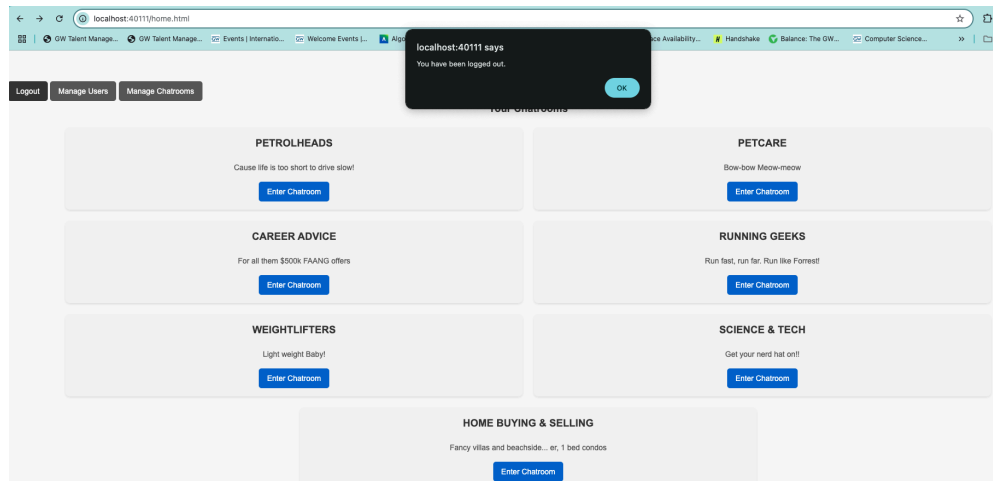 localhost:40111/home.html
GW Talent Manage... GW Talent Manage... Events | Internatio... Welcome Events |... Algo ace Availability... Handshake Balance: The GW... Computer Science... »
localhost:40111 says
You have been logged out.
OK
Logout Manage Users Manage Chatrooms
Your Chatrooms
PETROLHEADS
Cause life is too short to drive slow!
Enter Chatroom
PETCARE
Bow-bow Meow-meow
Enter Chatroom
CAREER ADVICE
For all them $500k FAANG offers
Enter Chatroom
RUNNING GEEKS
Run fast, run far. Run like Forrest!
Enter Chatroom
WEIGHTLIFTERS
Light weight Baby!
Enter Chatroom
SCIENCE & TECH
Get your nerd hat on!!
Enter Chatroom
HOME BUYING & SELLING
Fancy villas and beachside... er, 1 bed condos
Enter Chatroom